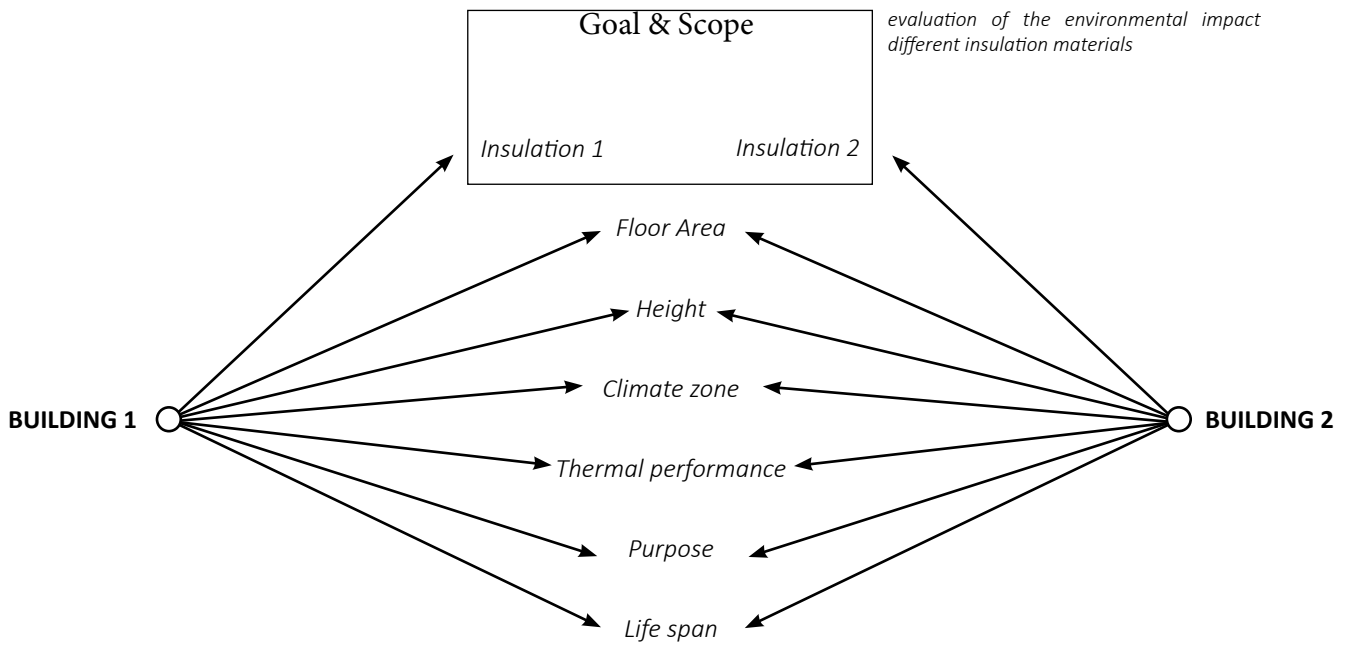 Goal & Scope
evaluation of the environmental impact
different insulation materials
Insulation 1
Insulation 2
Floor Area
Height
Climate zone
BUILDING 1
BUILDING 2
Thermal performance
Purpose
Life span